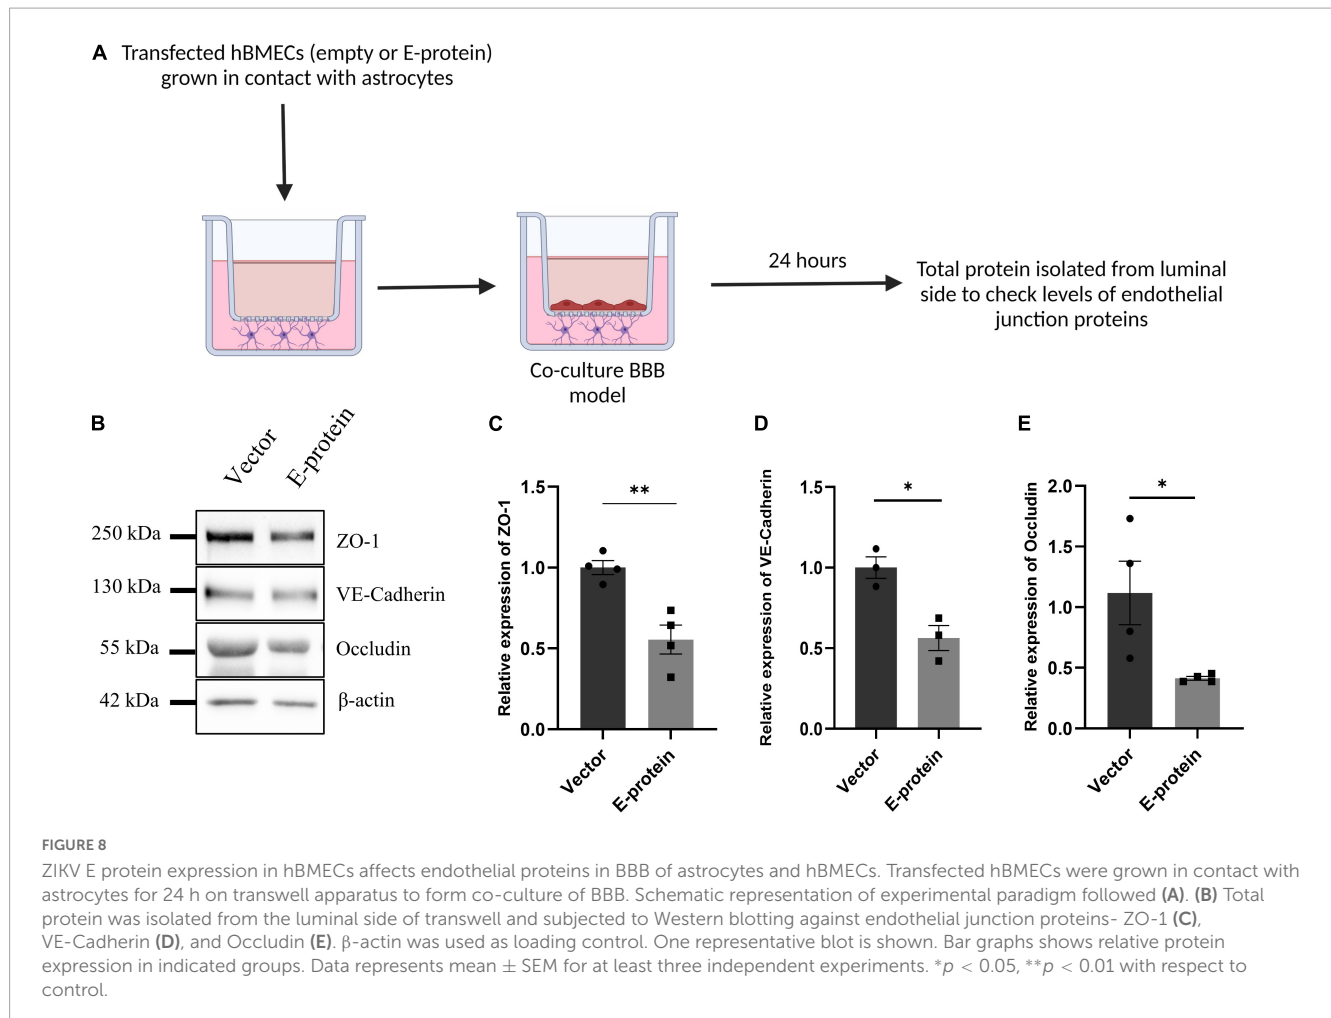 A Transfected hBMECs (empty or E-protein)
grown in contact with astrocytes
24 hours
Total protein isolated from luminal
side to check levels of endothelial
junction proteins
Co-culture BBB
model
B
Vector
E-protein
250 kDa
ZO-1
130 kDa
VE-Cadherin
55 kDa
Occludin
42 kDa
β-actin
C
Relative expression of ZO-1
1.5
1.0
0.5
0.0
**
Vector
E-protein
D
Relative expression of VE-Cadherin
1.5
1.0
0.5
0.0
*
Vector
E-protein
E
Relative expression of Occludin
2.0
1.5
1.0
0.5
0.0
*
Vector
E-protein
FIGURE 8
ZIKV E protein expression in hBMECs affects endothelial proteins in BBB of astrocytes and hBMECs. Transfected hBMECs were grown in contact with
astrocytes for 24 h on transwell apparatus to form co-culture of BBB. Schematic representation of experimental paradigm followed (A). (B) Total
protein was isolated from the luminal side of transwell and subjected to Western blotting against endothelial junction proteins- ZO-1 (C),
VE-Cadherin (D), and Occludin (E). β-actin was used as loading control. One representative blot is shown. Bar graphs shows relative protein
expression in indicated groups. Data represents mean ± SEM for at least three independent experiments. *p < 0.05, **p < 0.01 with respect to
control.